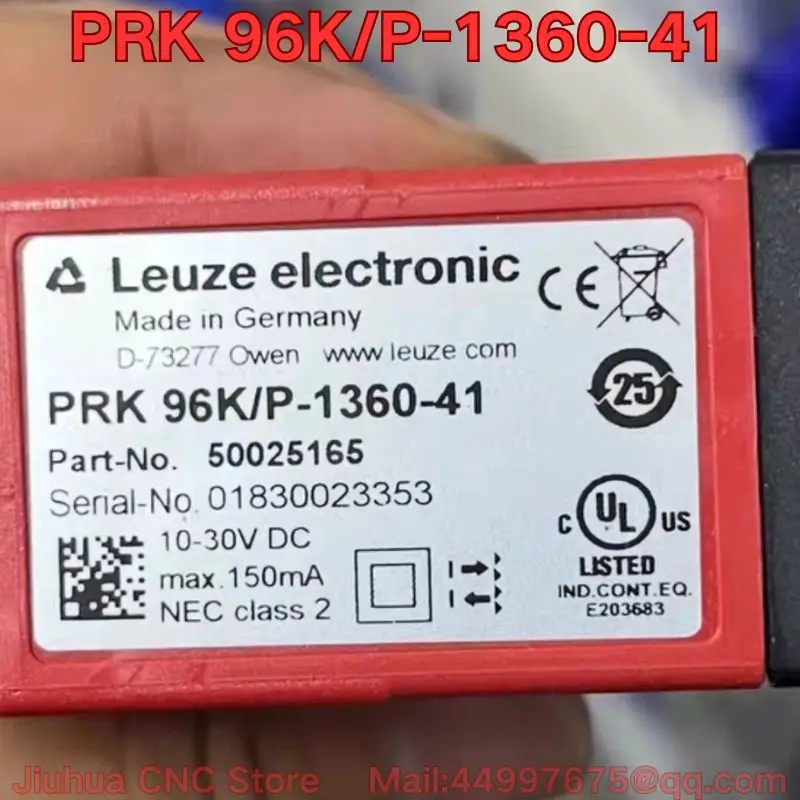 PRK 96K/P-1360-41
Leuze electronic
CE
Made in Germany
D-73277 Owen www leuze com
25
PRK 96K/P-1360-41
Part-No. 50025165
Serial-No. 01830023353
10-30V DC
max.150mA
NEC class 2
C UL US
LISTED
IND.CONT.EQ.
E203683
Jiuhua CNC Store Mail:44997675@qq.com